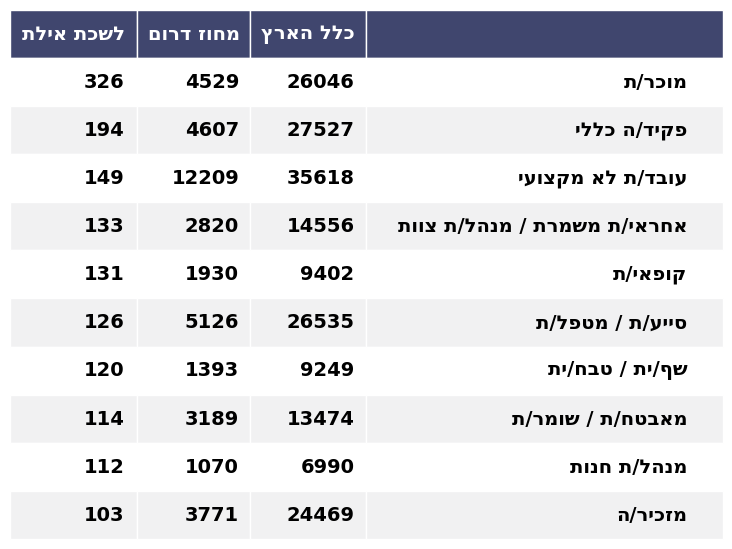 כלל הארץ מחוז דרום לשכת אילת
מוכר/ת 26046 4529 326
פקיד/ה כללי 27527 4607 194
עובד/ת לא מקצועי 35618 12209 149
אחראי/ת משמרת / מנהל/ת צוות 14556 2820 133
קופאי/ת 9402 1930 131
סייע/ת / מטפל/ת 26535 5126 126
שף/ית / טבח/ית 9249 1393 120
מאבטח/ת / שומר/ת 13474 3189 114
מנהל/ת חנות 6990 1070 112
מזכיר/ה 24469 3771 103